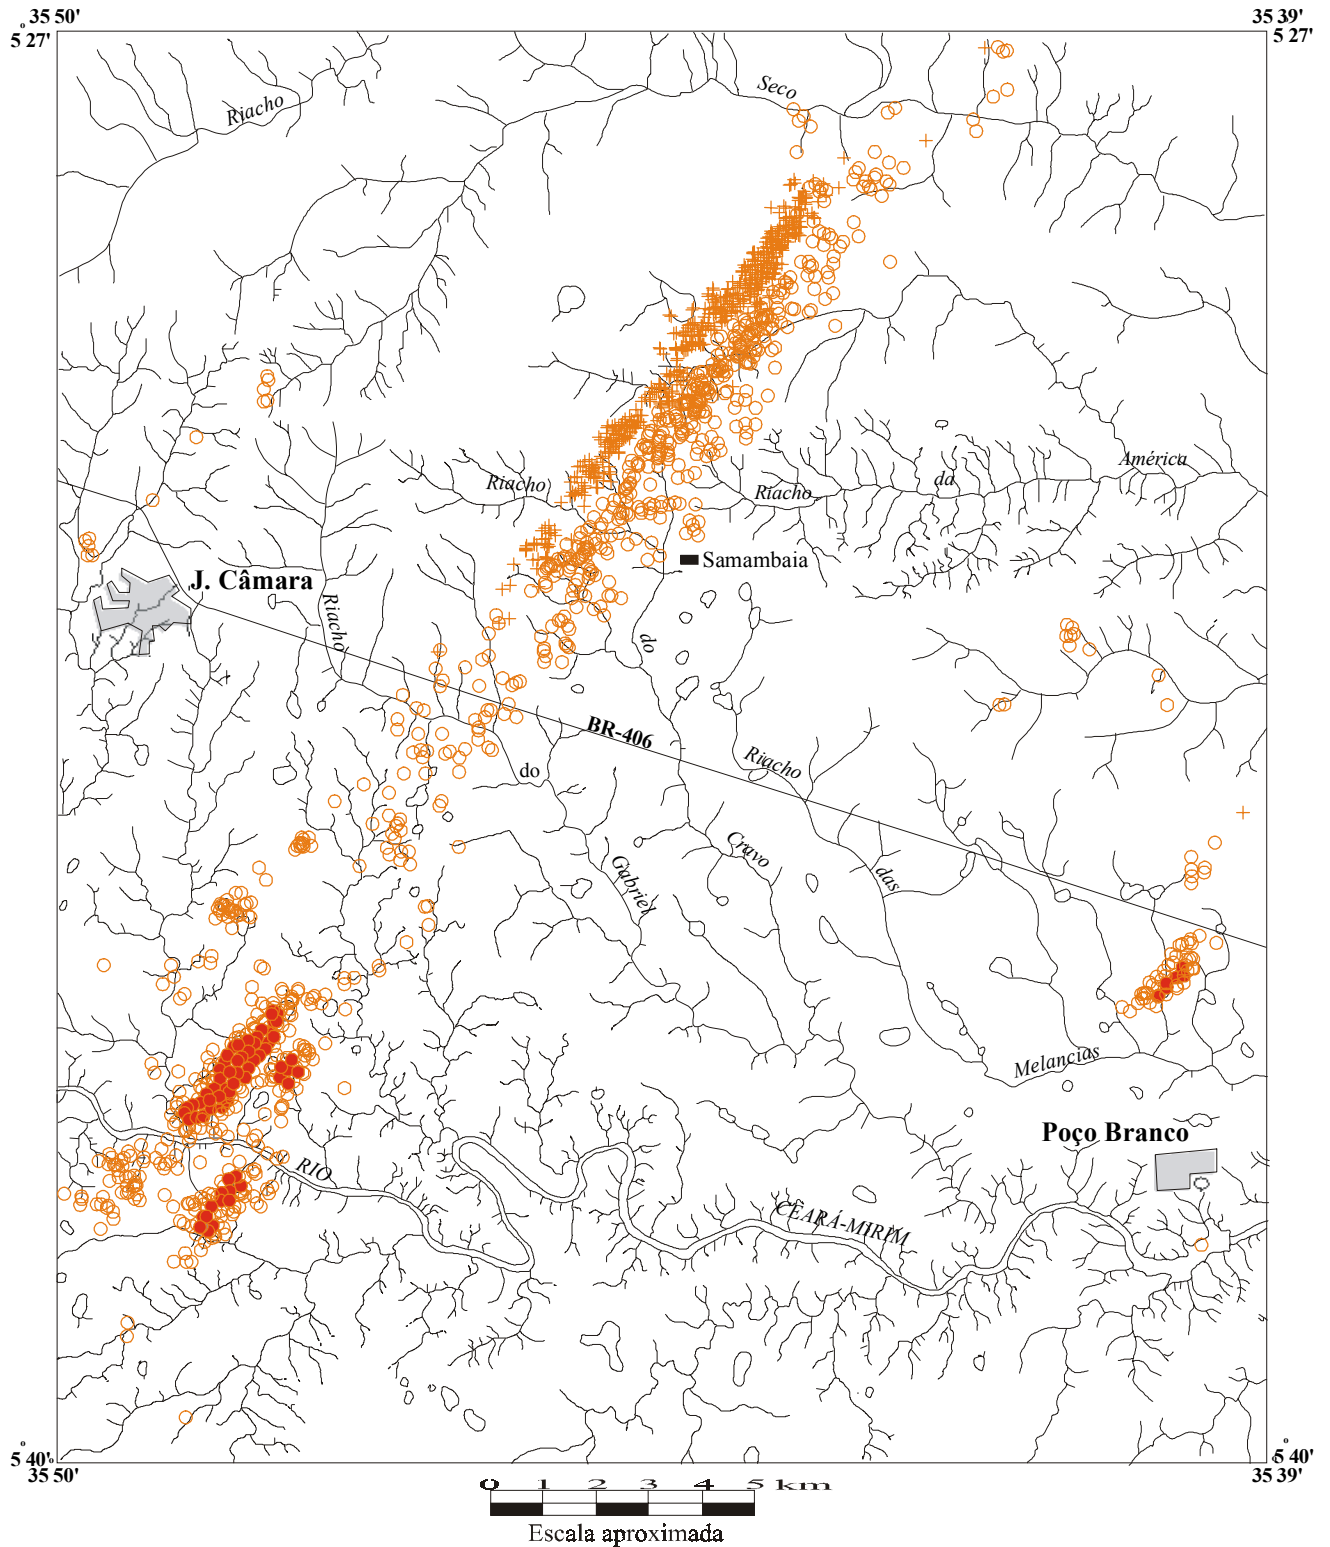 35 50'
35 39'
5° 27'
5° 27'
Seco
Riacho
América
Riacho
da
Riacho
Samambaia
J. Câmara
Riacho
do
BR-406
Riacho
do
Cravo
Gabriel
das
Melancias
Poço Branco
RIO
CEARÁ-MIRIM
5° 40'
5° 40'
35 50'
35 39'
0 1 2 3 4 5 km
Escala aproximada